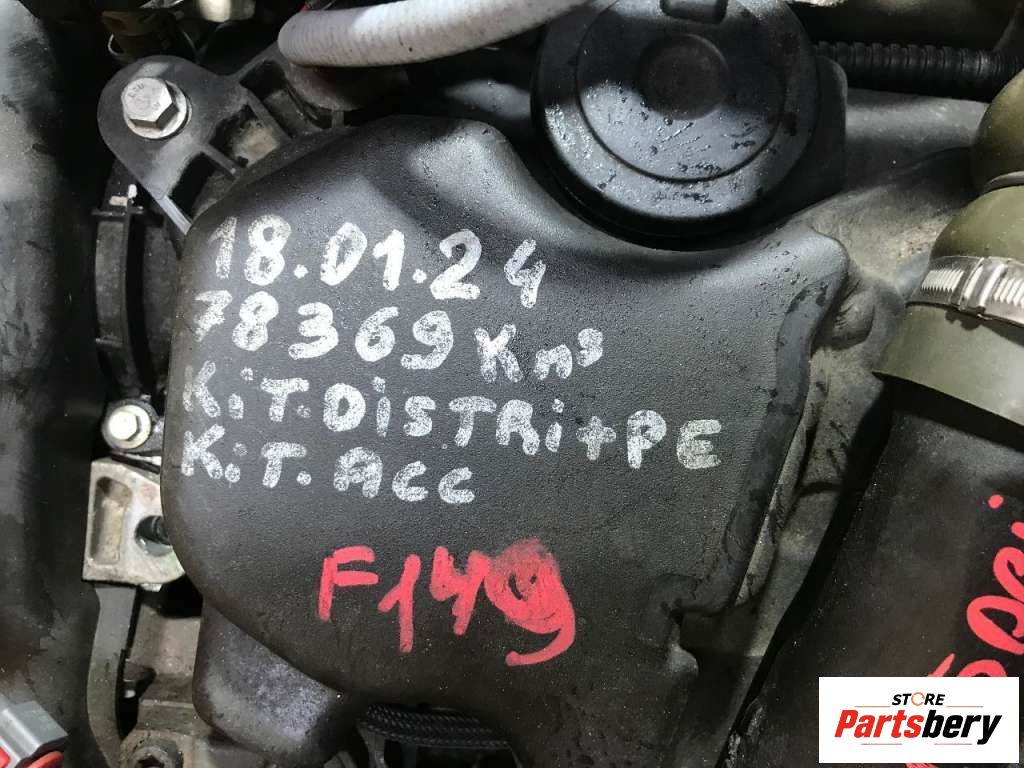 18.01.24
78369 Kms
KiT.DiSTRi+PE
KiT.ACC
F149
STORE
Partsbery